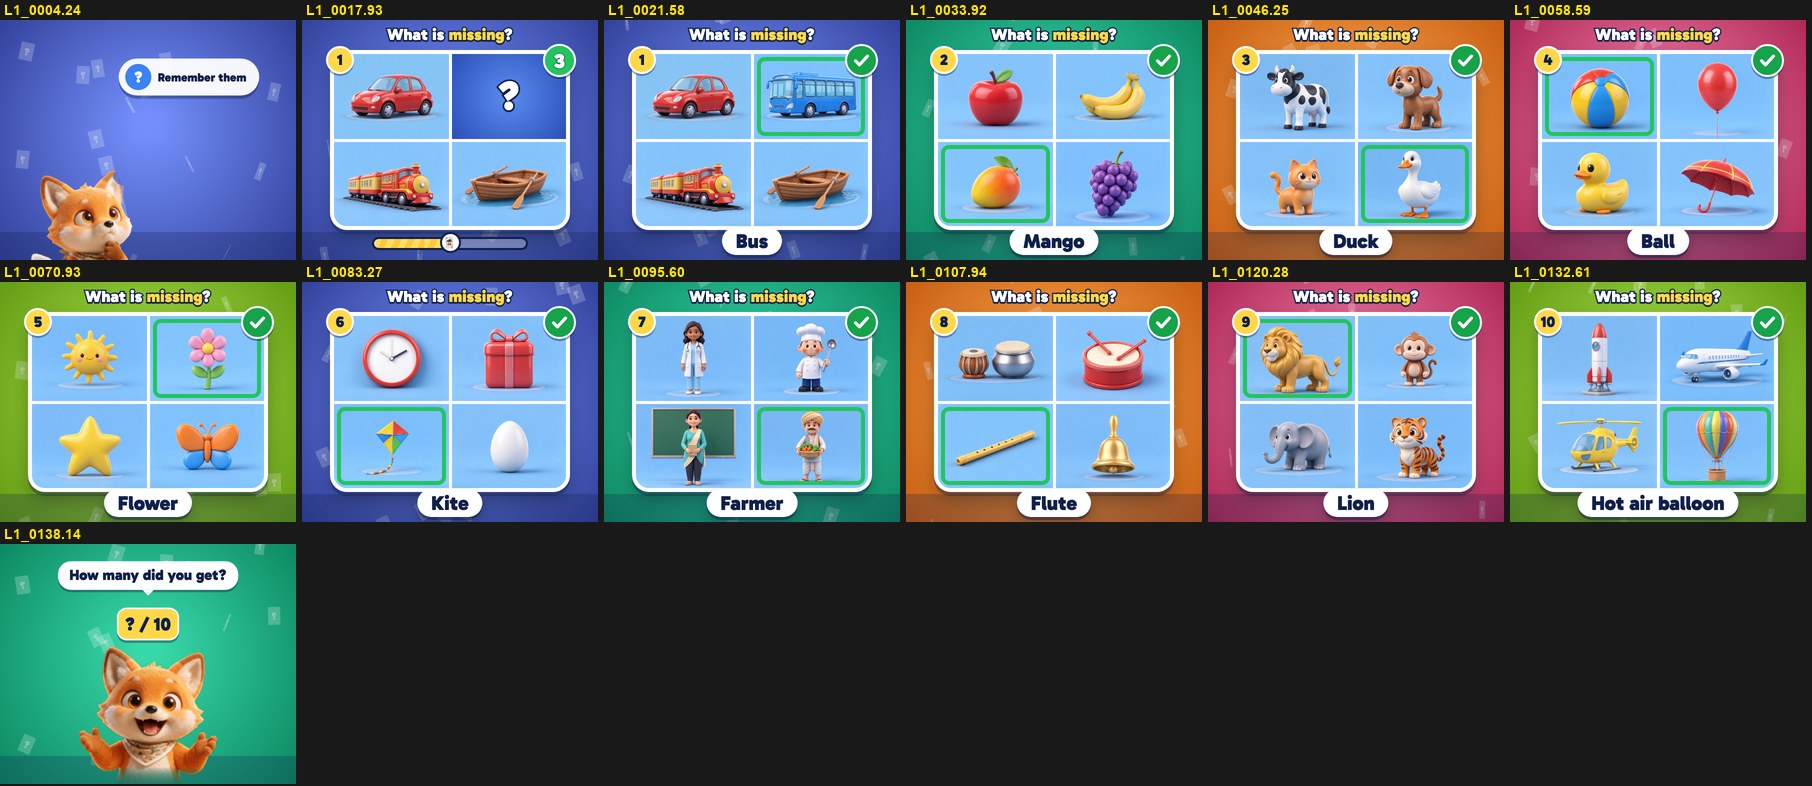 L1_0004.24
? Remember them
L1_0017.93
What is missing?
1
3
?
L1_0021.58
What is missing?
1
Bus
L1_0033.92
What is missing?
2
Mango
L1_0046.25
What is missing?
3
Duck
L1_0058.59
What is missing?
4
Ball
L1_0070.93
What is missing?
5
Flower
L1_0083.27
What is missing?
6
Kite
L1_0095.60
What is missing?
7
Farmer
L1_0107.94
What is missing?
8
Flute
L1_0120.28
What is missing?
9
Lion
L1_0132.61
What is missing?
10
Hot air balloon
L1_0138.14
How many did you get?
? / 10